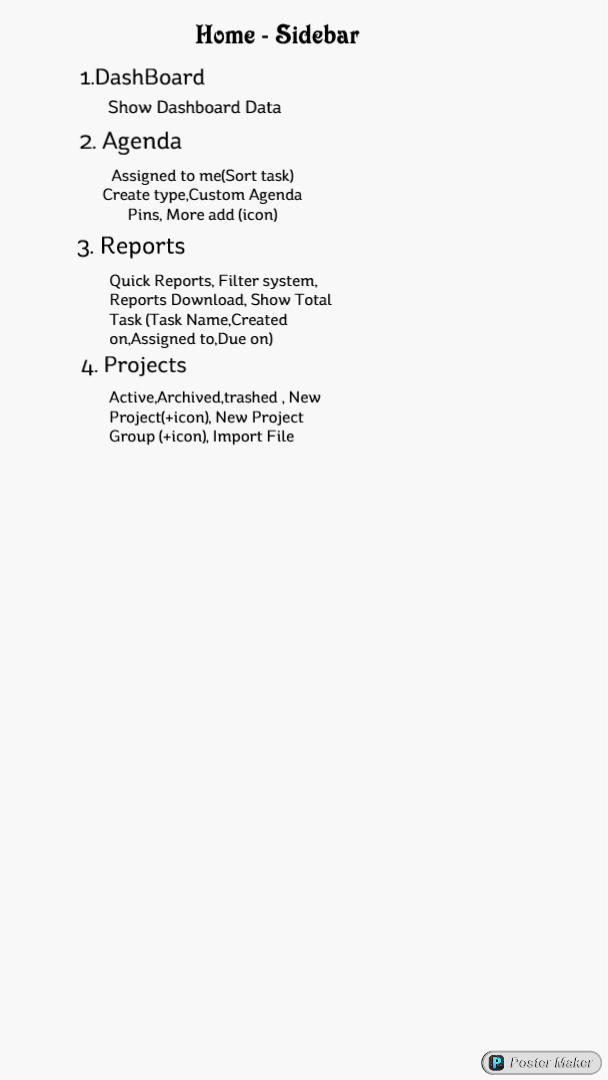 Home - Sidebar
1.DashBoard
Show Dashboard Data
2. Agenda
Assigned to me(Sort task)
Create type,Custom Agenda
Pins, More add (icon)
3. Reports
Quick Reports, Filter system,
Reports Download, Show Total
Task (Task Name,Created
on,Assigned to,Due on)
4. Projects
Active,Archived,trashed , New
Project(+icon), New Project
Group (+icon), Import File
P Poster Maker